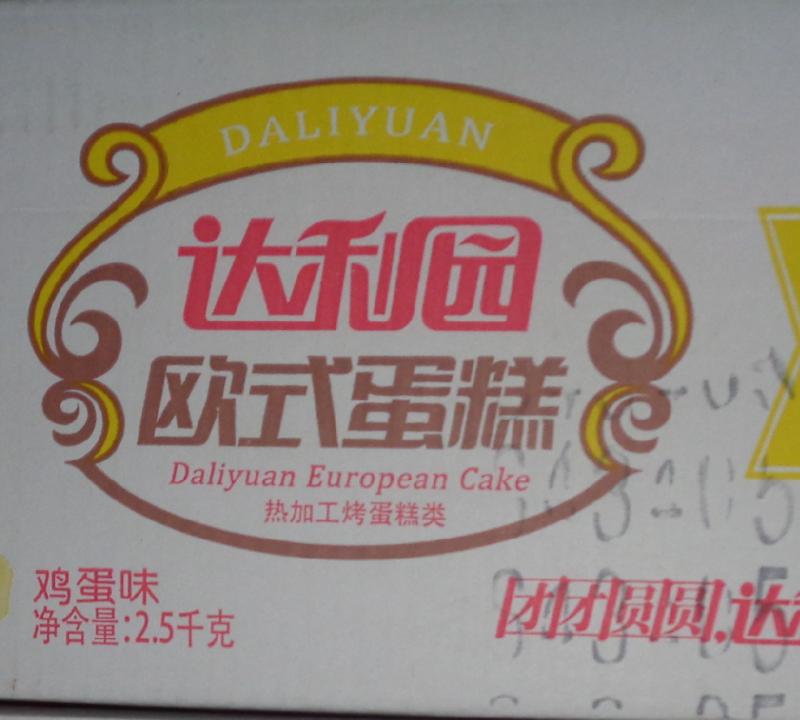 DALIYUAN
达利园
欧式蛋糕
Daliyuan European Cake
热加工烤蛋糕类
鸡蛋味
净含量:2.5千克
团团圆圆.达